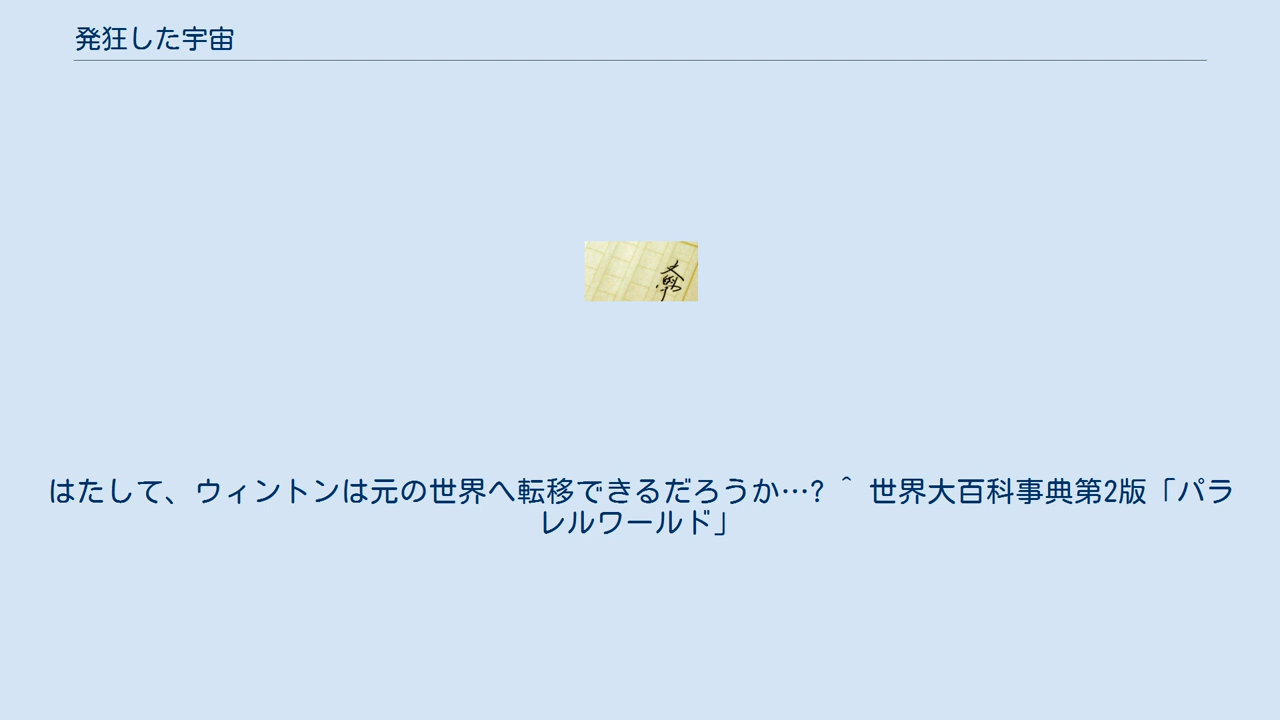 発狂した宇宙
はたして、ウィントンは元の世界へ転移できるだろうか…? ^ 世界大百科事典第2版「パラ
レルワールド」